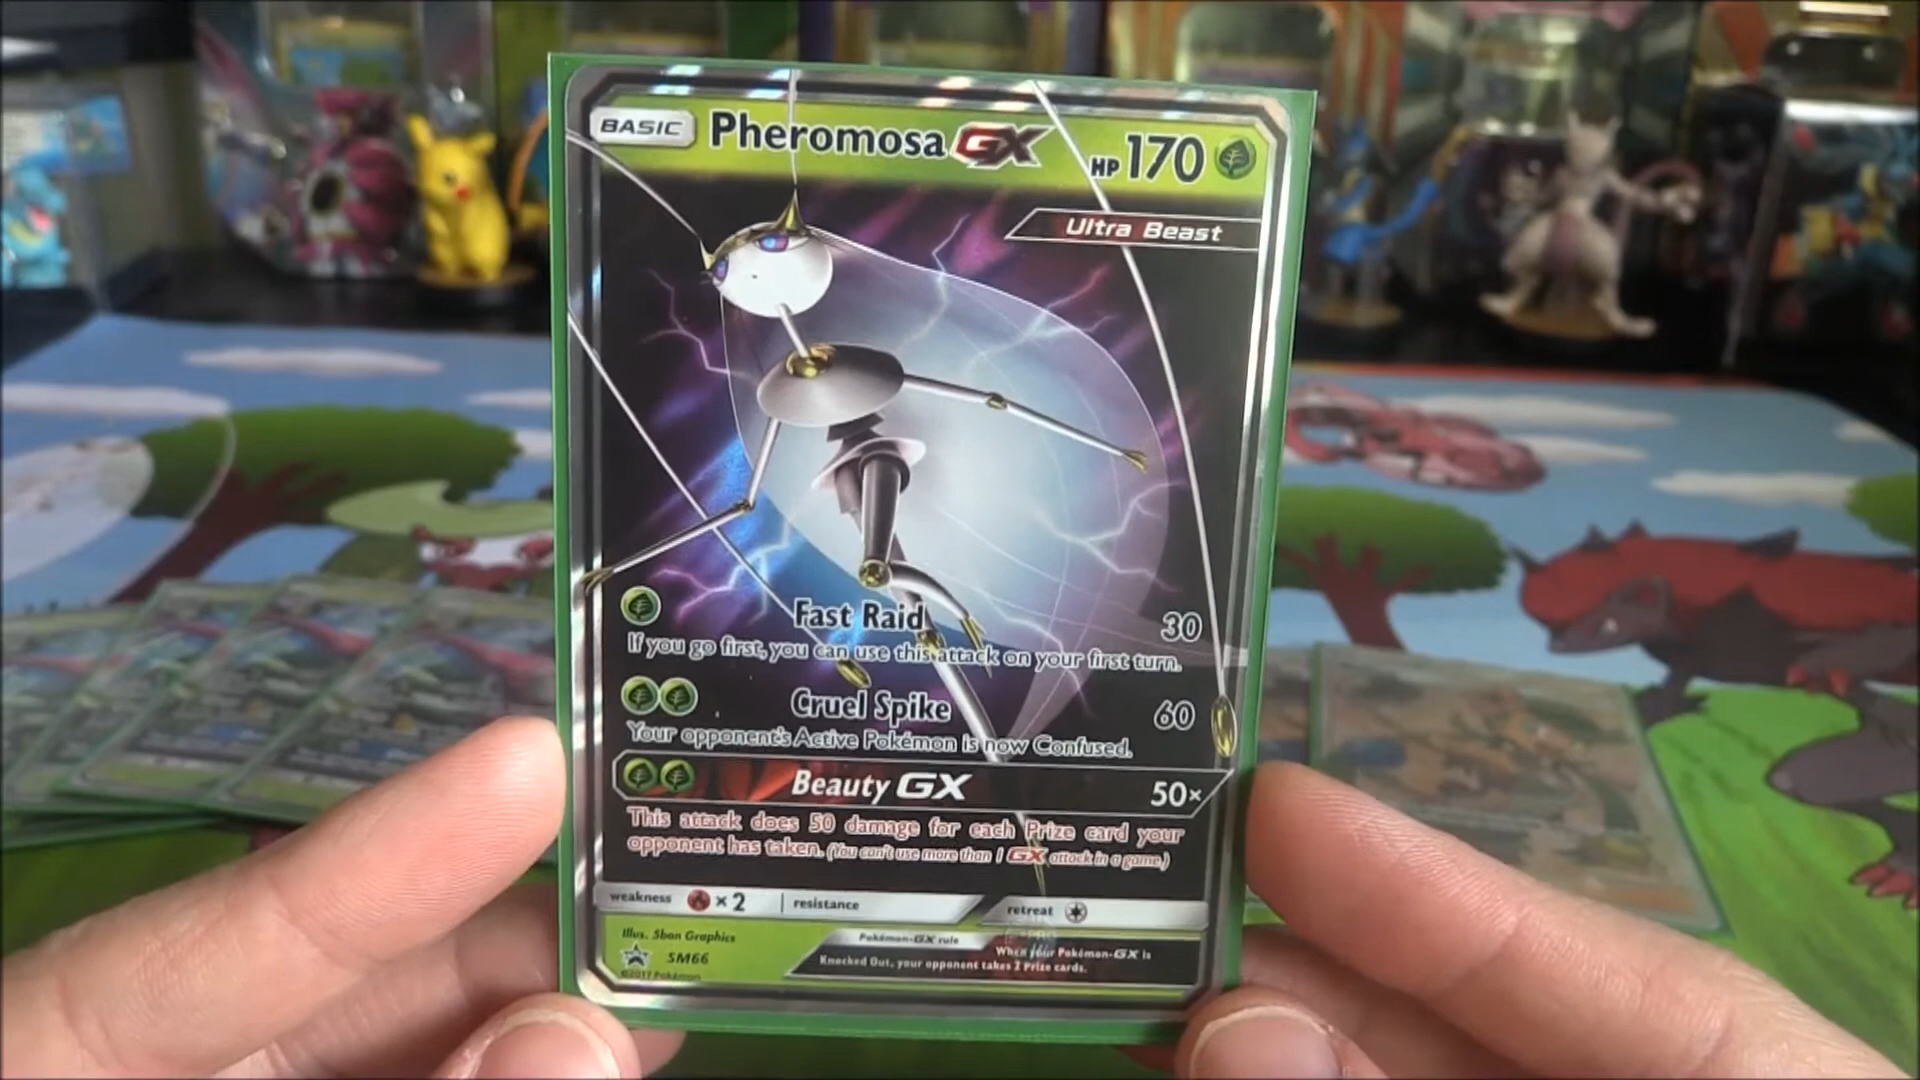 BASIC Pheromosa GX HP 170
Ultra Beast
Fast Raid 30
If you go first, you can use this attack on your first turn.
Cruel Spike 60
Your opponent's Active Pokémon is now Confused.
Beauty GX 50×
This attack does 50 damage for each Prize card your
opponent has taken. (You can't use more than 1 GX attack in a game.)
weakness ×2 resistance retreat
Illus. 5ban Graphics
SM66
©2017 Pokémon
Pokémon-GX rule
When your Pokémon-GX is
Knocked Out, your opponent takes 2 Prize cards.